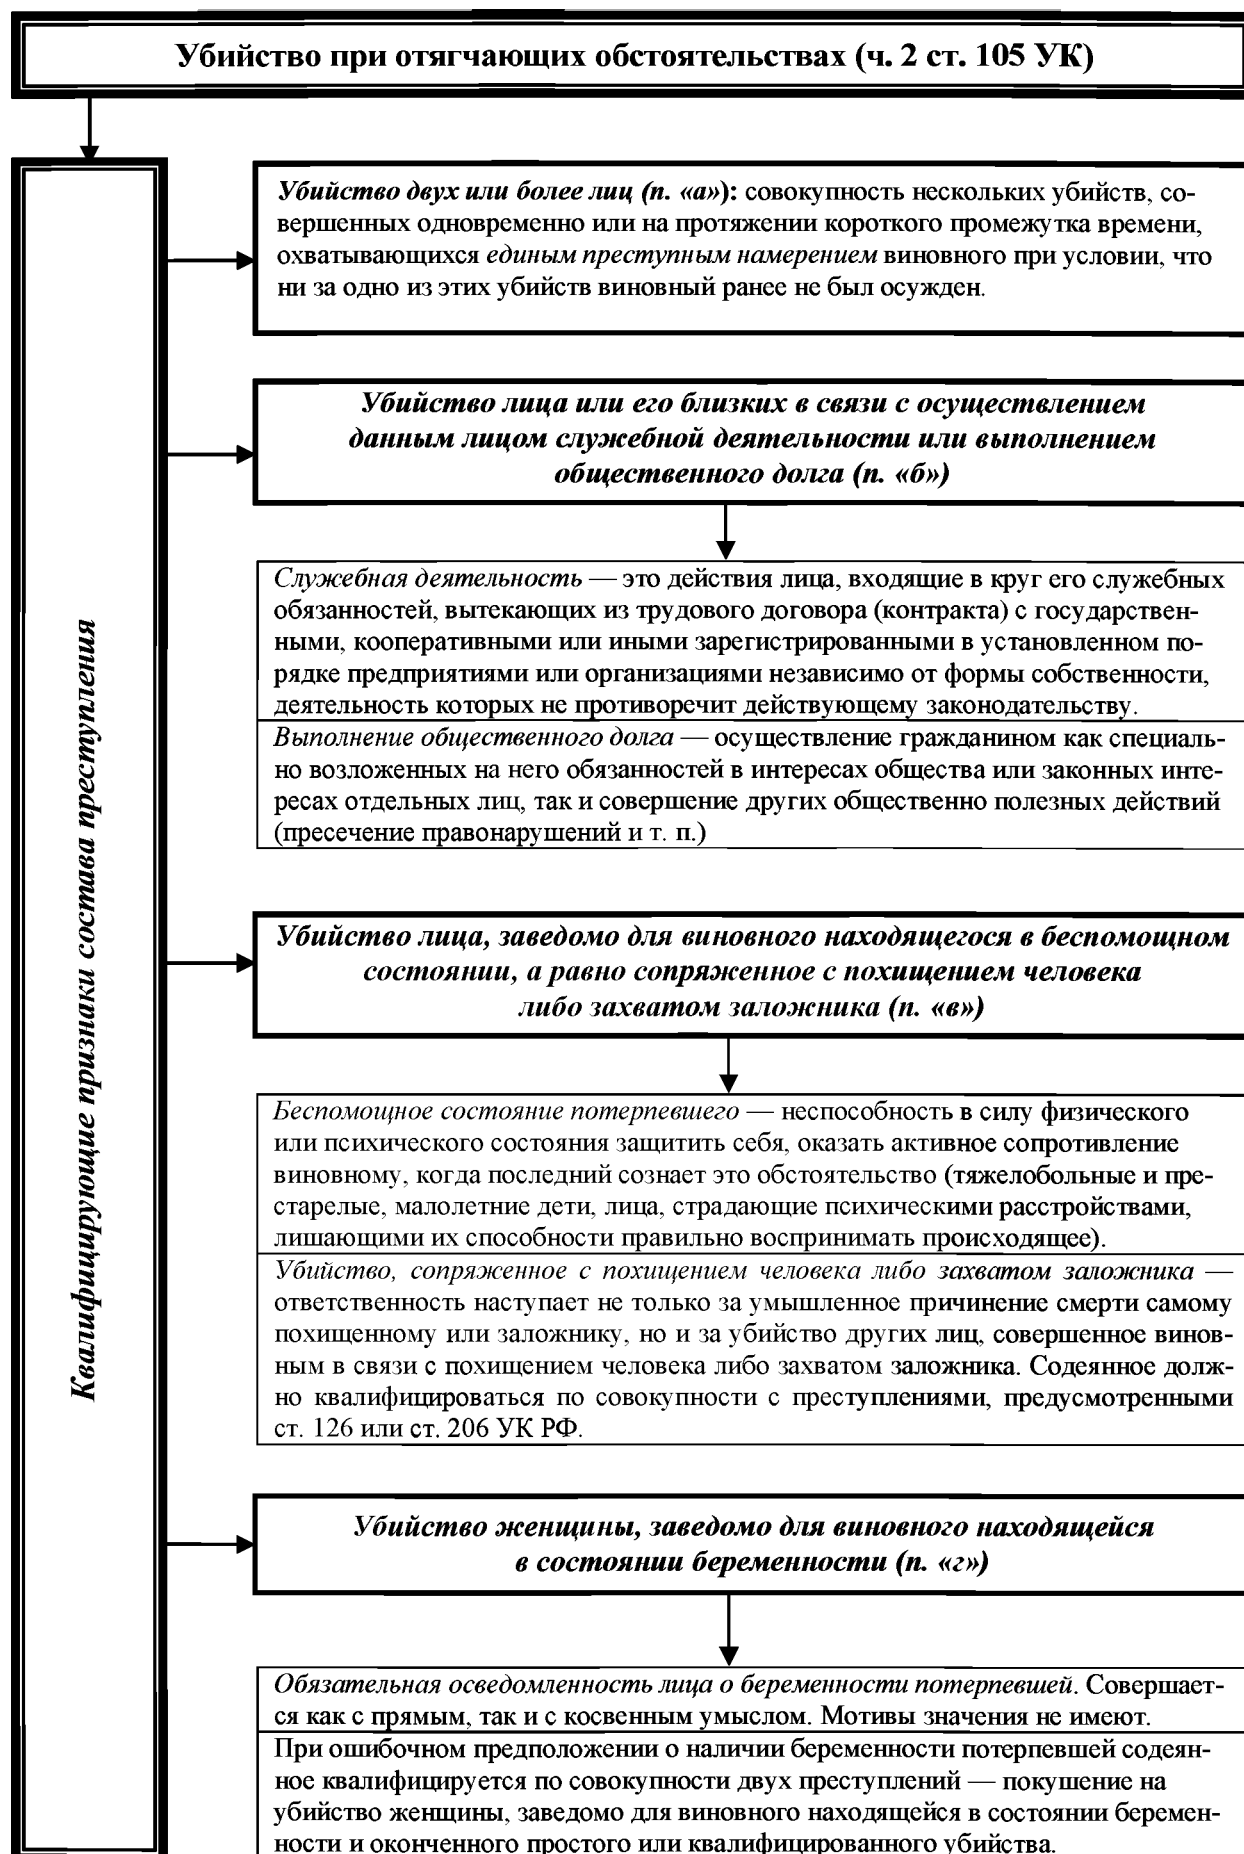 Убийство при отягчающих обстоятельствах (ч. 2 ст. 105 УК)
Квалифицирующие признаки состава преступления
Убийство двух или более лиц (п. «а»): совокупность нескольких убийств, со-
вершенных одновременно или на протяжении короткого промежутка времени,
охватывающихся единым преступным намерением виновного при условии, что
ни за одно из этих убийств виновный ранее не был осужден.
Убийство лица или его близких в связи с осуществлением
данным лицом служебной деятельности или выполнением
общественного долга (п. «б»)
Служебная деятельность — это действия лица, входящие в круг его служебных
обязанностей, вытекающих из трудового договора (контракта) с государствен-
ными, кооперативными или иными зарегистрированными в установленном по-
рядке предприятиями или организациями независимо от формы собственности,
деятельность которых не противоречит действующему законодательству.
Выполнение общественного долга — осуществление гражданином как специаль-
но возложенных на него обязанностей в интересах общества или законных инте-
ресах отдельных лиц, так и совершение других общественно полезных действий
(пресечение правонарушений и т. п.)
Убийство лица, заведомо для виновного находящегося в беспомощном
состоянии, а равно сопряженное с похищением человека
либо захватом заложника (п. «в»)
Беспомощное состояние потерпевшего — неспособность в силу физического
или психического состояния защитить себя, оказать активное сопротивление
виновному, когда последний сознает это обстоятельство (тяжелобольные и пре-
старелые, малолетние дети, лица, страдающие психическими расстройствами,
лишающими их способности правильно воспринимать происходящее).
Убийство, сопряженное с похищением человека либо захватом заложника —
ответственность наступает не только за умышленное причинение смерти самому
похищенному или заложнику, но и за убийство других лиц, совершенное винов-
ным в связи с похищением человека либо захватом заложника. Содеянное долж-
но квалифицироваться по совокупности с преступлениями, предусмотренными
ст. 126 или ст. 206 УК РФ.
Убийство женщины, заведомо для виновного находящейся
в состоянии беременности (п. «г»)
Обязательная осведомленность лица о беременности потерпевшей. Совершает-
ся как с прямым, так и с косвенным умыслом. Мотивы значения не имеют.
При ошибочном предположении о наличии беременности потерпевшей содеян-
ное квалифицируется по совокупности двух преступлений — покушение на
убийство женщины, заведомо для виновного находящейся в состоянии беремен-
ности и оконченного простого или квалифицированного убийства.